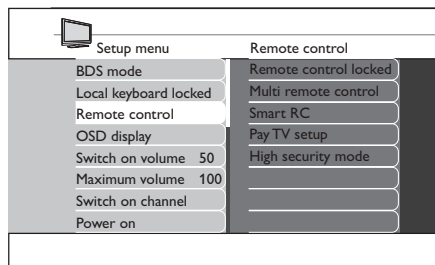 Setup menu
BDS mode
Local keyboard locked
Remote control
OSD display
Switch on volume 50
Maximum volume 100
Switch on channel
Power on
Remote control
Remote control locked
Multi remote control
Smart RC
Pay TV setup
High security mode